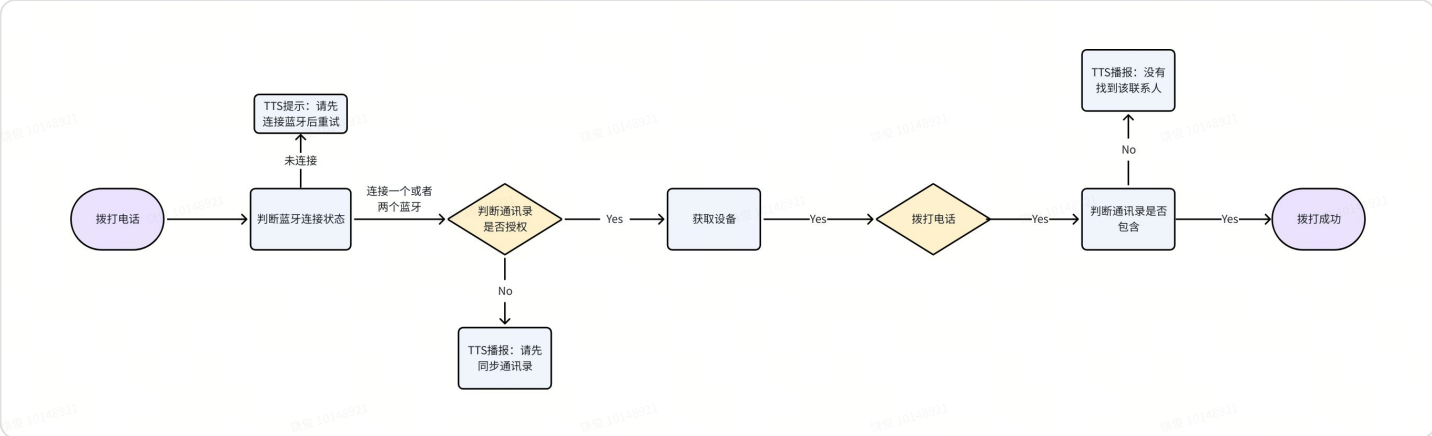 TTS播报：没有
找到该联系人
TTS提示：请先
连接蓝牙后重试
No
未连接
拨打电话
判断蓝牙连接状态
连接一个或者
两个蓝牙
判断通讯录
是否授权
Yes
获取设备
Yes
拨打电话
Yes
判断通讯录是否
包含
Yes
拨打成功
No
TTS播报：请先
同步通讯录